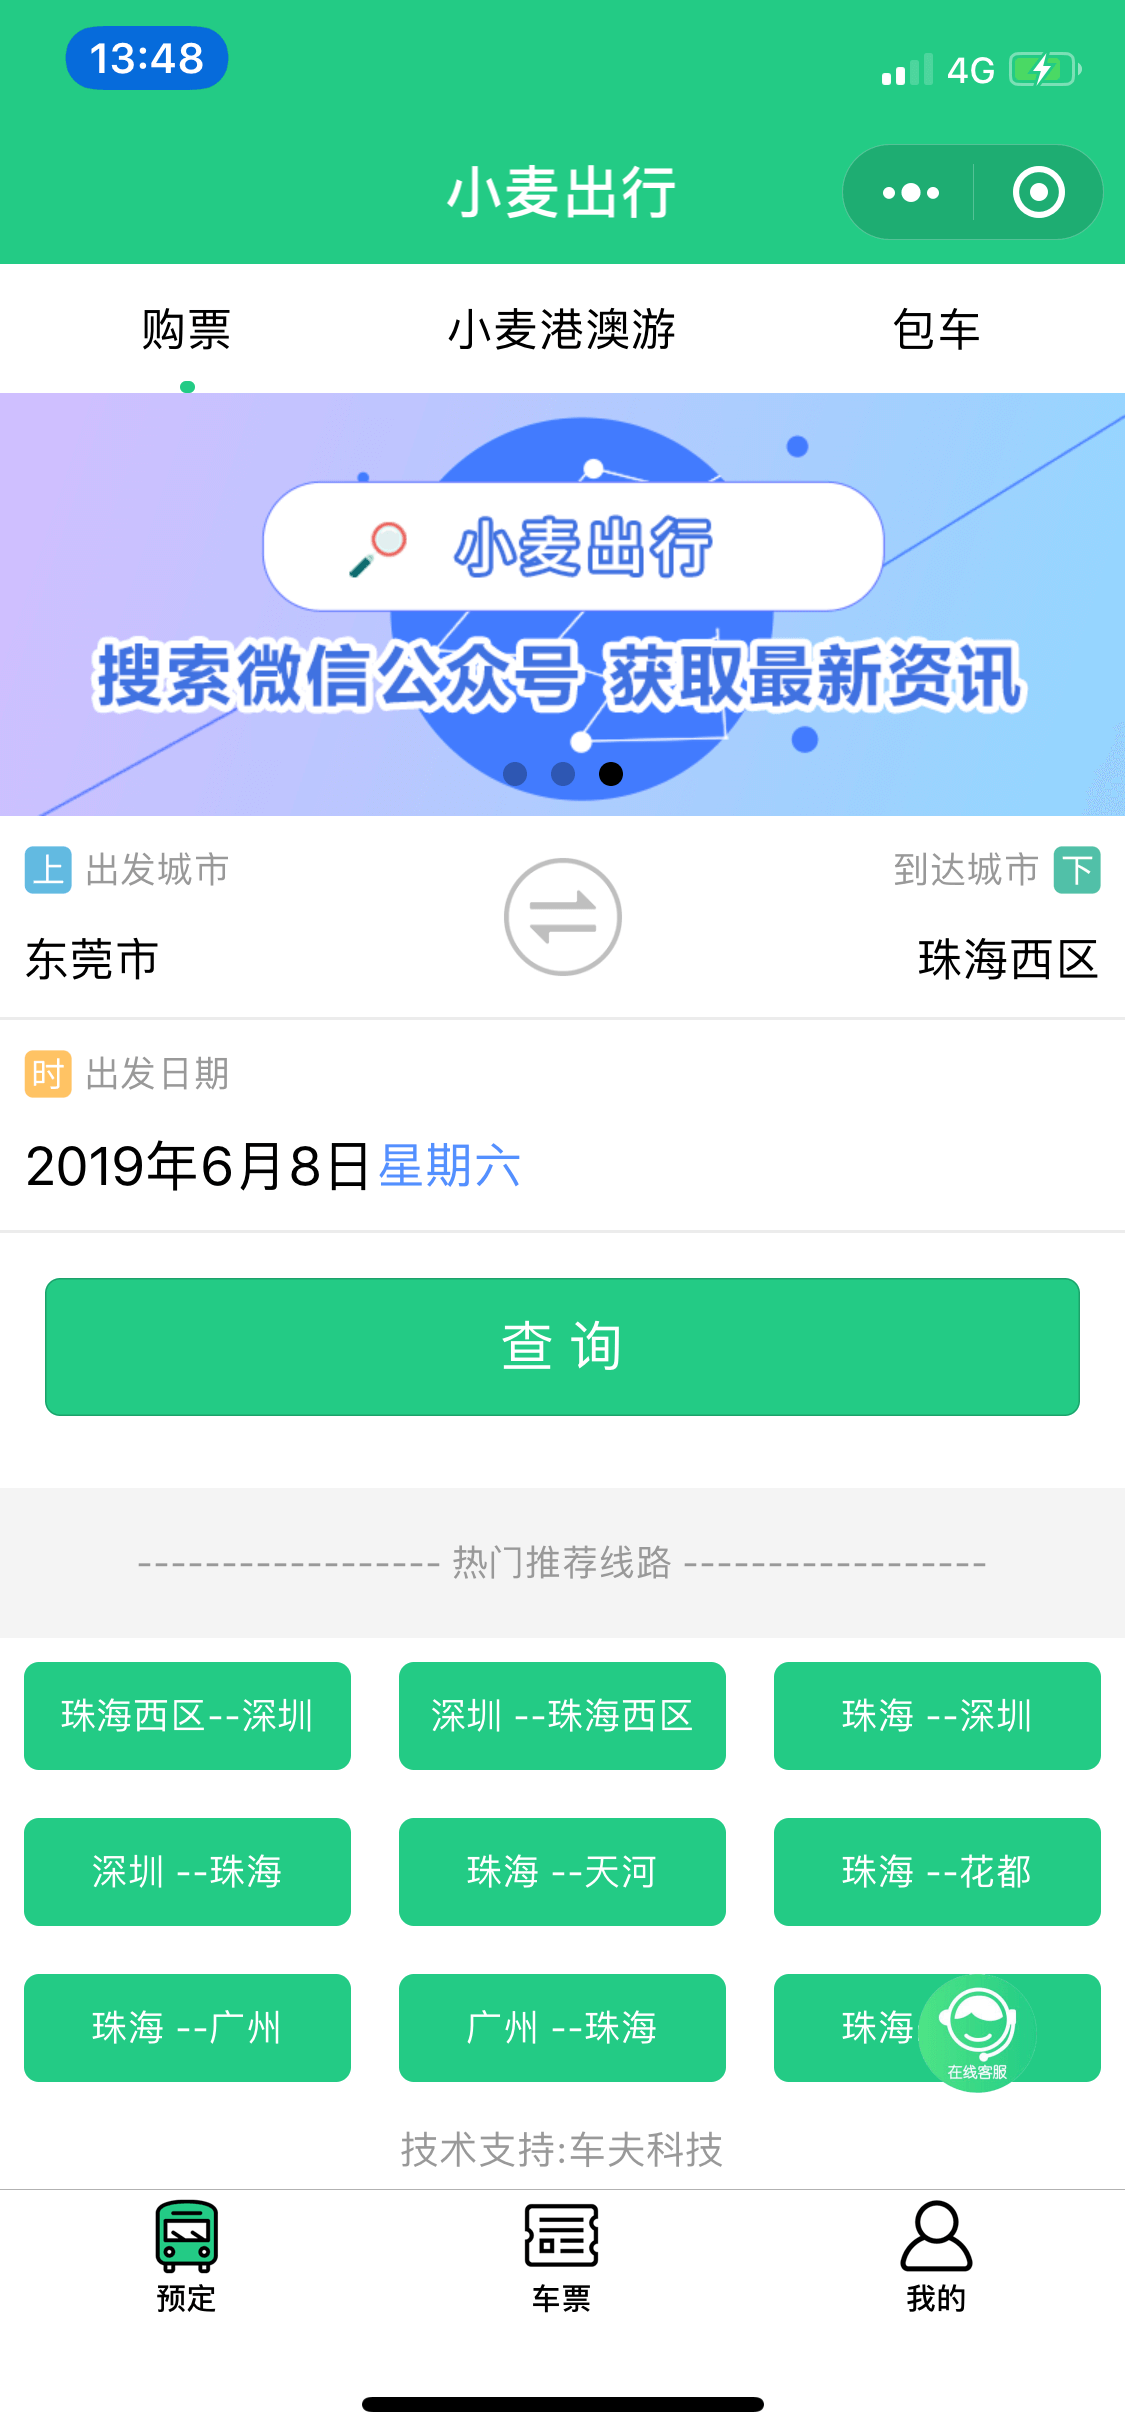 13:48
4G
小麦出行
购票 小麦港澳游 包车
小麦出行
搜索微信公众号 获取最新资讯
上 出发城市 到达城市 下
东莞市 珠海西区
时 出发日期
2019年6月8日星期六
查 询
------------------ 热门推荐线路 ------------------
珠海西区--深圳 深圳 --珠海西区 珠海 --深圳
深圳 --珠海 珠海 --天河 珠海 --花都
珠海 --广州 广州 --珠海 珠海
在线客服
技术支持:车夫科技
预定 车票 我的